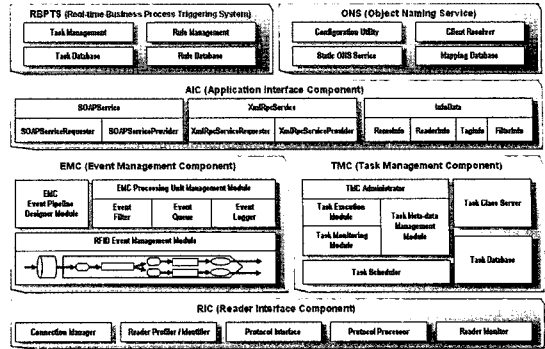 RBPTS (Real-time Business Process Triggering System)
Task Management
Rule Management
Task Database
Rule Database
ONS (Object Naming Service)
Configuration Utility
Client Resolver
Static ONS Service
Mapping Database
AIC (Application Interface Component)
SOAPService
SOAPServiceRequestor
SOAPServiceProvider
XmlRpcService
XmlRpcServiceRequestor
XmlRpcServiceProvider
InfoData
ReaderInfo
TagInfo
FilterInfo
EMC (Event Management Component)
EMC
Event Pipeline
Designer Module
EMC Processing Unit Management Module
Event
Filter
Event
Queue
Event
Logger
RFID Event Management Module
TMC (Task Management Component)
TMC Administrator
Task Execution
Module
Task Monitoring
Module
Task Meta-data
Management
Module
Task Scheduler
Task Class Server
Task Database
RIC (Reader Interface Component)
Connection Manager
Reader Profiler / Identifier
Protocol Interface
Protocol Processor
Reader Monitor